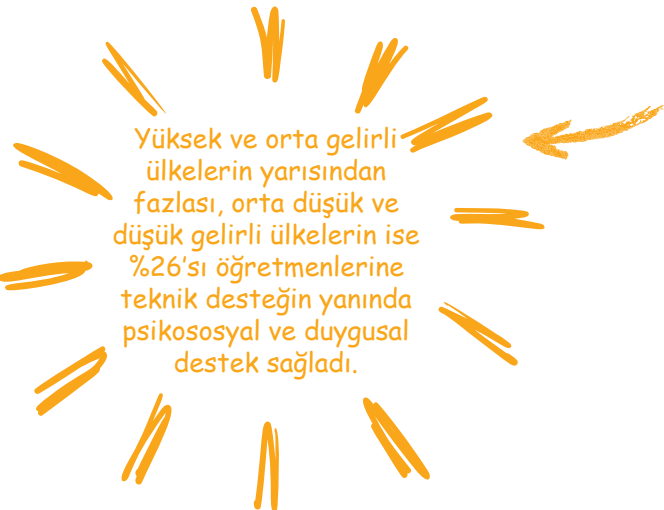 Yüksek ve orta gelirli
ülkelerin yarısından
fazlası, orta düşük ve
düşük gelirli ülkelerin ise
%26’sı öğretmenlerine
teknik desteğin yanında
psikososyal ve duygusal
destek sağladı.